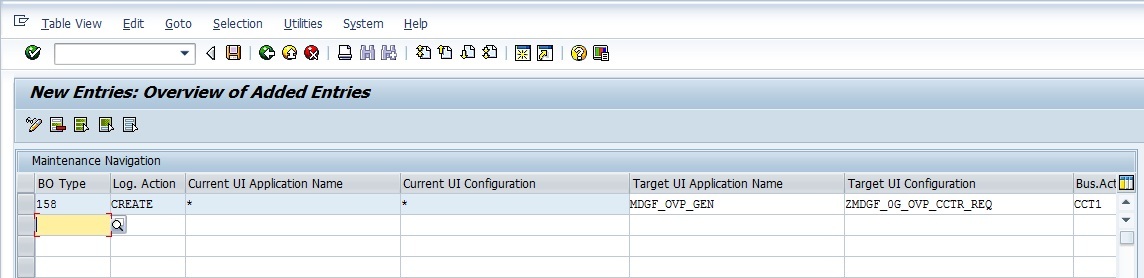 Table View Edit Goto Selection Utilities System Help
New Entries: Overview of Added Entries
Maintenance Navigation
BO Type Log. Action Current UI Application Name Current UI Configuration Target UI Application Name Target UI Configuration Bus.Act
158 CREATE * * MDGF_OVP_GEN ZMDGF_0G_OVP_CCTR_REQ CCT1